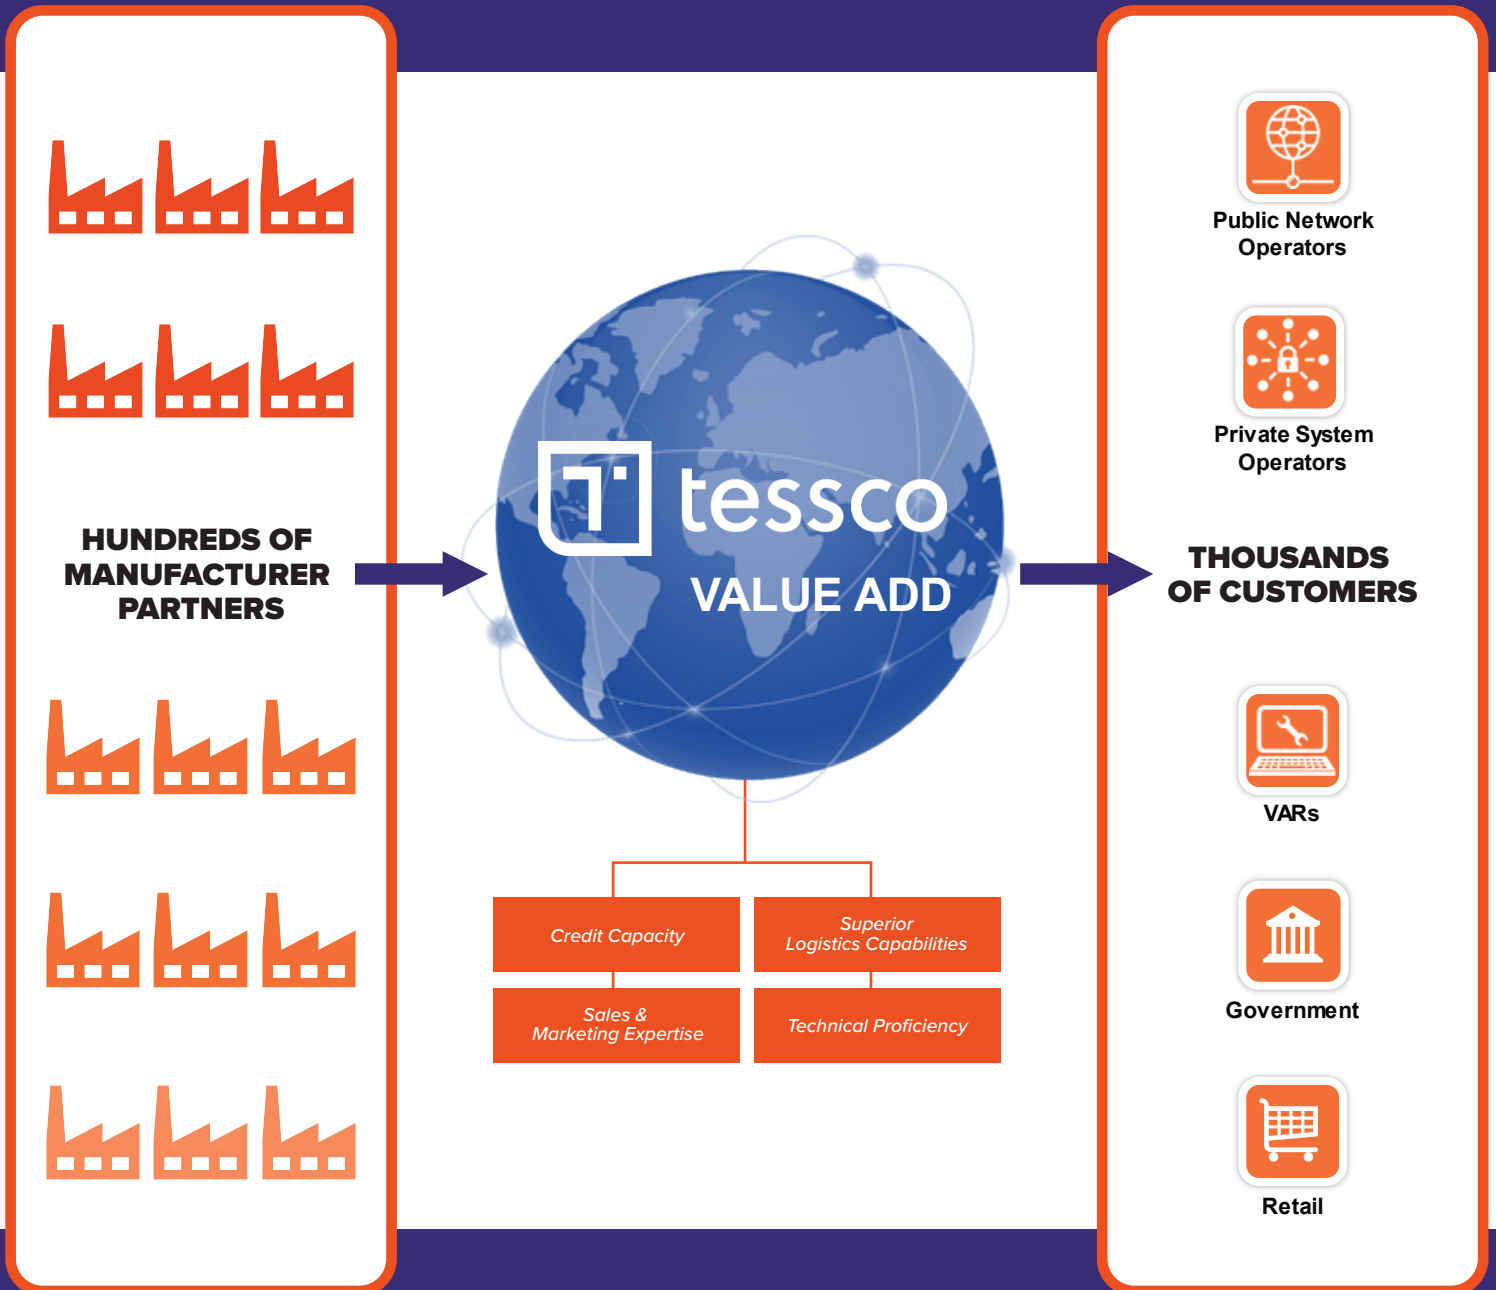 HUNDREDS OF
MANUFACTURER
PARTNERS
tessco
VALUE ADD
Credit Capacity
Superior
Logistics Capabilities
Sales &
Marketing Expertise
Technical Proficiency
Public Network
Operators
Private System
Operators
THOUSANDS
OF CUSTOMERS
VARs
Government
Retail